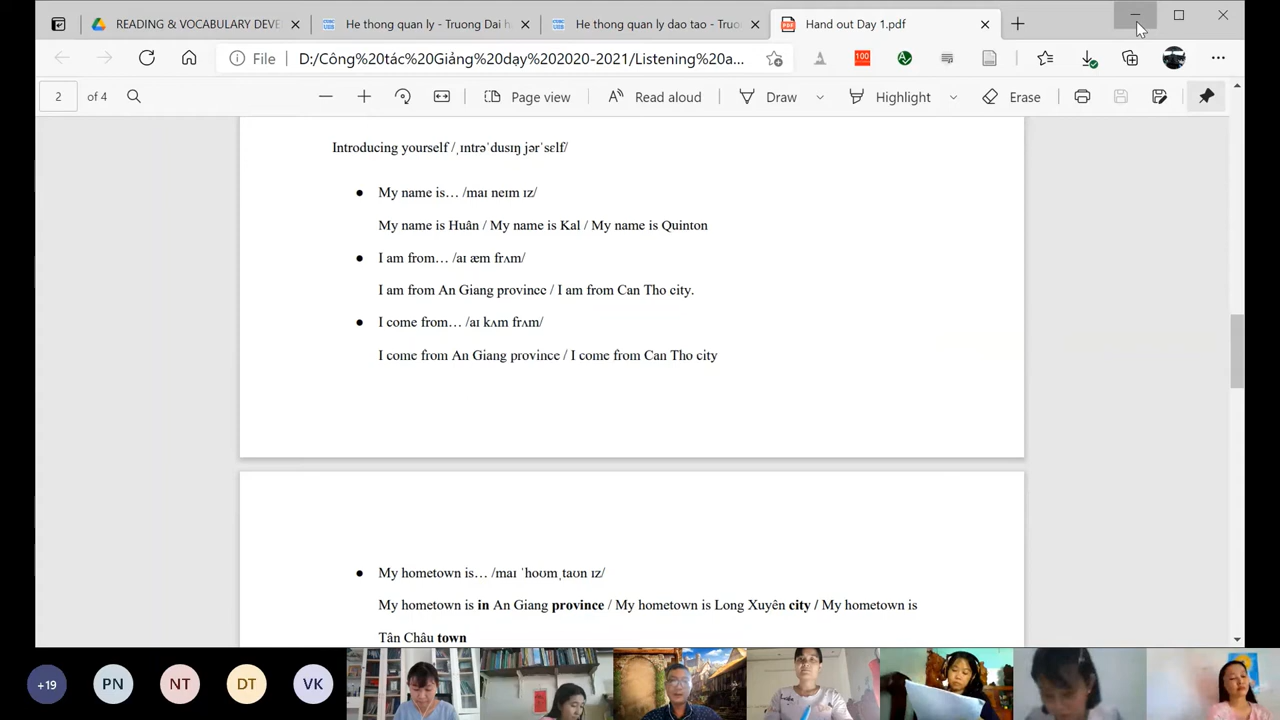 READING & VOCABULARY DEVE
He thong quan ly - Truong Dai h
He thong quan ly dao tao - Truo
Hand out Day 1.pdf
File
D:/Công%20tác%20Giảng%20dạy%202020-2021/Listening%20a...
100
2 of 4
Page view
Read aloud
Draw
Highlight
Erase
Introducing yourself /ˌɪntrəˈdusɪŋ jərˈsɛlf/
● My name is… /maɪ neɪm ɪz/
My name is Huân / My name is Kal / My name is Quinton
● I am from… /aɪ æm frʌm/
I am from An Giang province / I am from Can Tho city.
● I come from… /aɪ kʌm frʌm/
I come from An Giang province / I come from Can Tho city
● My hometown is… /maɪ ˈhoʊmˌtaʊn ɪz/
My hometown is in An Giang province / My hometown is Long Xuyên city / My hometown is
Tân Châu town
+19
PN
NT
DT
VK